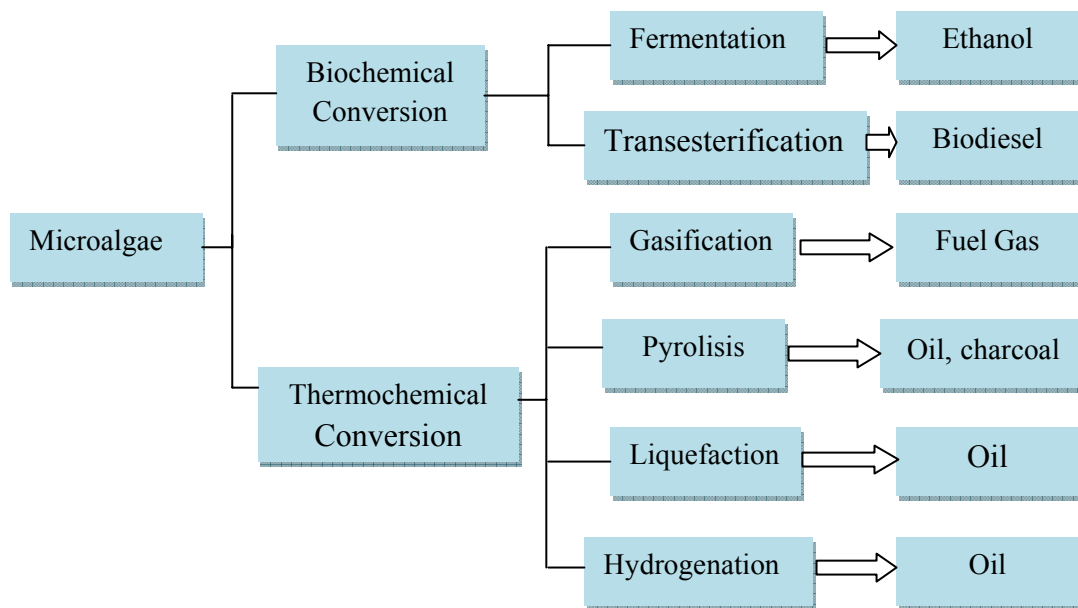 Microalgae
Biochemical
Conversion
Fermentation
Ethanol
Transesterification
Biodiesel
Thermochemical
Conversion
Gasification
Fuel Gas
Pyrolisis
Oil, charcoal
Liquefaction
Oil
Hydrogenation
Oil